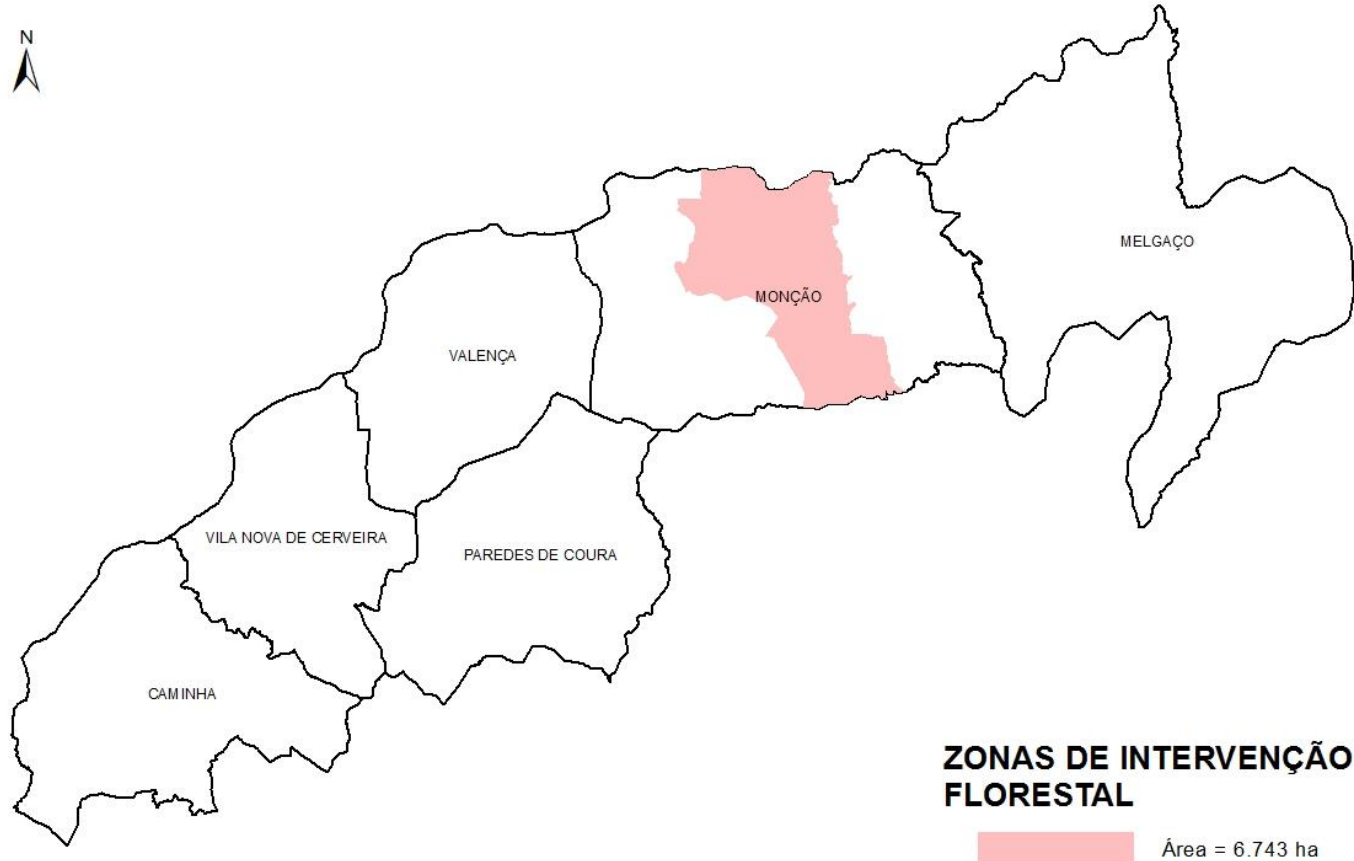 N
MELGAÇO
MONÇÃO
VALENÇA
VILA NOVA DE CERVEIRA
PAREDES DE COURA
CAMINHA
ZONAS DE INTERVENÇÃO
FLORESTAL
Área = 6.743 ha